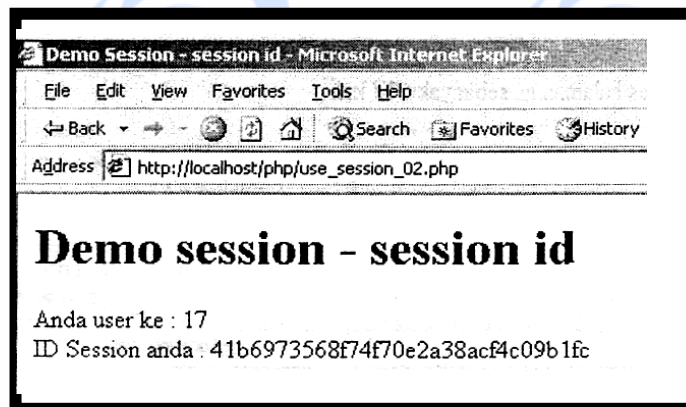 Demo Session - session id - Microsoft Internet Explorer
File Edit View Favorites Tools Help
Back Search Favorites History
Address http://localhost/php/use_session_02.php
Demo session - session id
Anda user ke : 17
ID Session anda : 41b6973568f74f70e2a38acf4c09b1fc